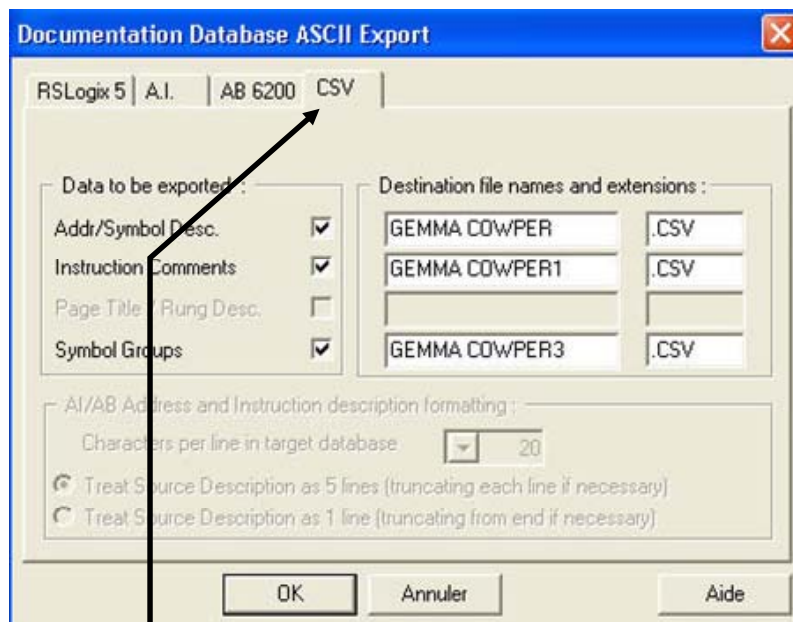 Documentation Database ASCII Export
RSLogix 5 A.I. AB 6200 CSV
Data to be exported :
Destination file names and extensions :
Addr/Symbol Desc. GEMMA COWPER .CSV
Instruction Comments GEMMA COWPER1 .CSV
Page Title / Rung Desc.
Symbol Groups GEMMA COWPER3 .CSV
AI/AB Address and Instruction description formatting :
Characters per line in target database 20
Treat Source Description as 5 lines (truncating each line if necessary)
Treat Source Description as 1 line (truncating from end if necessary)
OK Annuler Aide